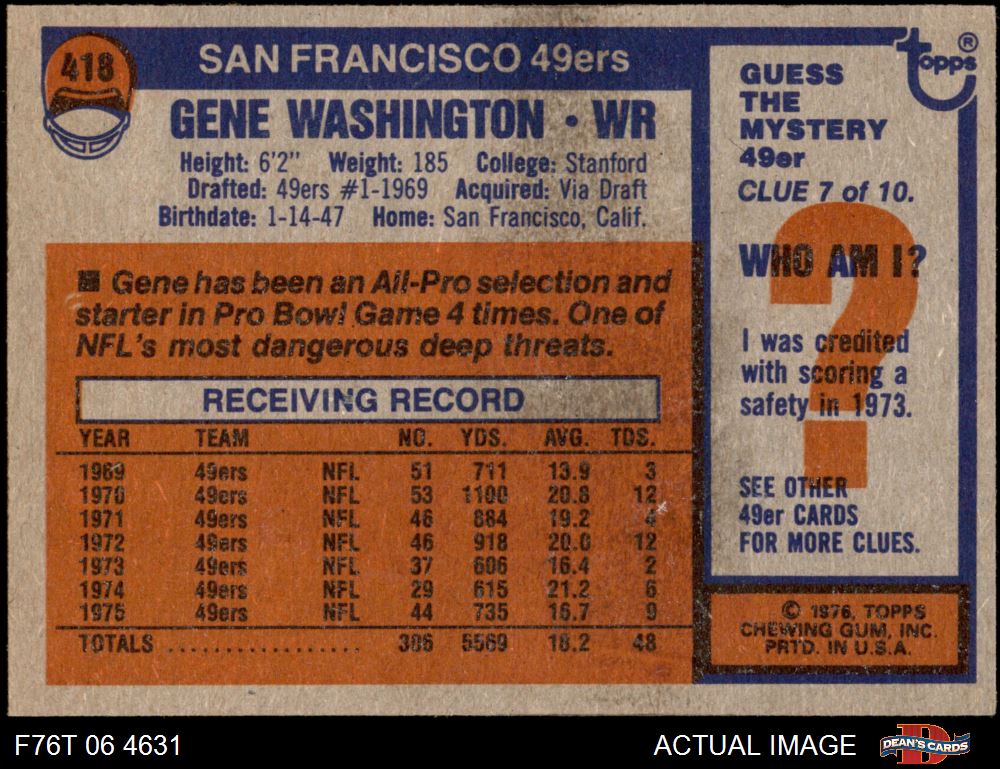 418
SAN FRANCISCO 49ers
GENE WASHINGTON • WR
Height: 6'2" Weight: 185 College: Stanford
Drafted: 49ers #1-1969 Acquired: Via Draft
Birthdate: 1-14-47 Home: San Francisco, Calif.
■ Gene has been an All-Pro selection and
starter in Pro Bowl Game 4 times. One of
NFL's most dangerous deep threats.
RECEIVING RECORD
YEAR TEAM NO. YDS. AVG. TDS.
1969 49ers NFL 51 711 13.9 3
1970 49ers NFL 53 1100 20.8 12
1971 49ers NFL 46 884 19.2 4
1972 49ers NFL 46 918 20.0 12
1973 49ers NFL 37 606 16.4 2
1974 49ers NFL 29 615 21.2 6
1975 49ers NFL 44 735 16.7 9
TOTALS .................. 306 5569 18.2 48
topps ®
GUESS
THE
MYSTERY
49er
CLUE 7 of 10.
?
WHO AM I?
I was credited
with scoring a
safety in 1973.
SEE OTHER
49er CARDS
FOR MORE CLUES.
© 1976, TOPPS
CHEWING GUM, INC.
PRTD. IN U.S.A.
F76T 06 4631
ACTUAL IMAGE
D
DEAN'S CARDS